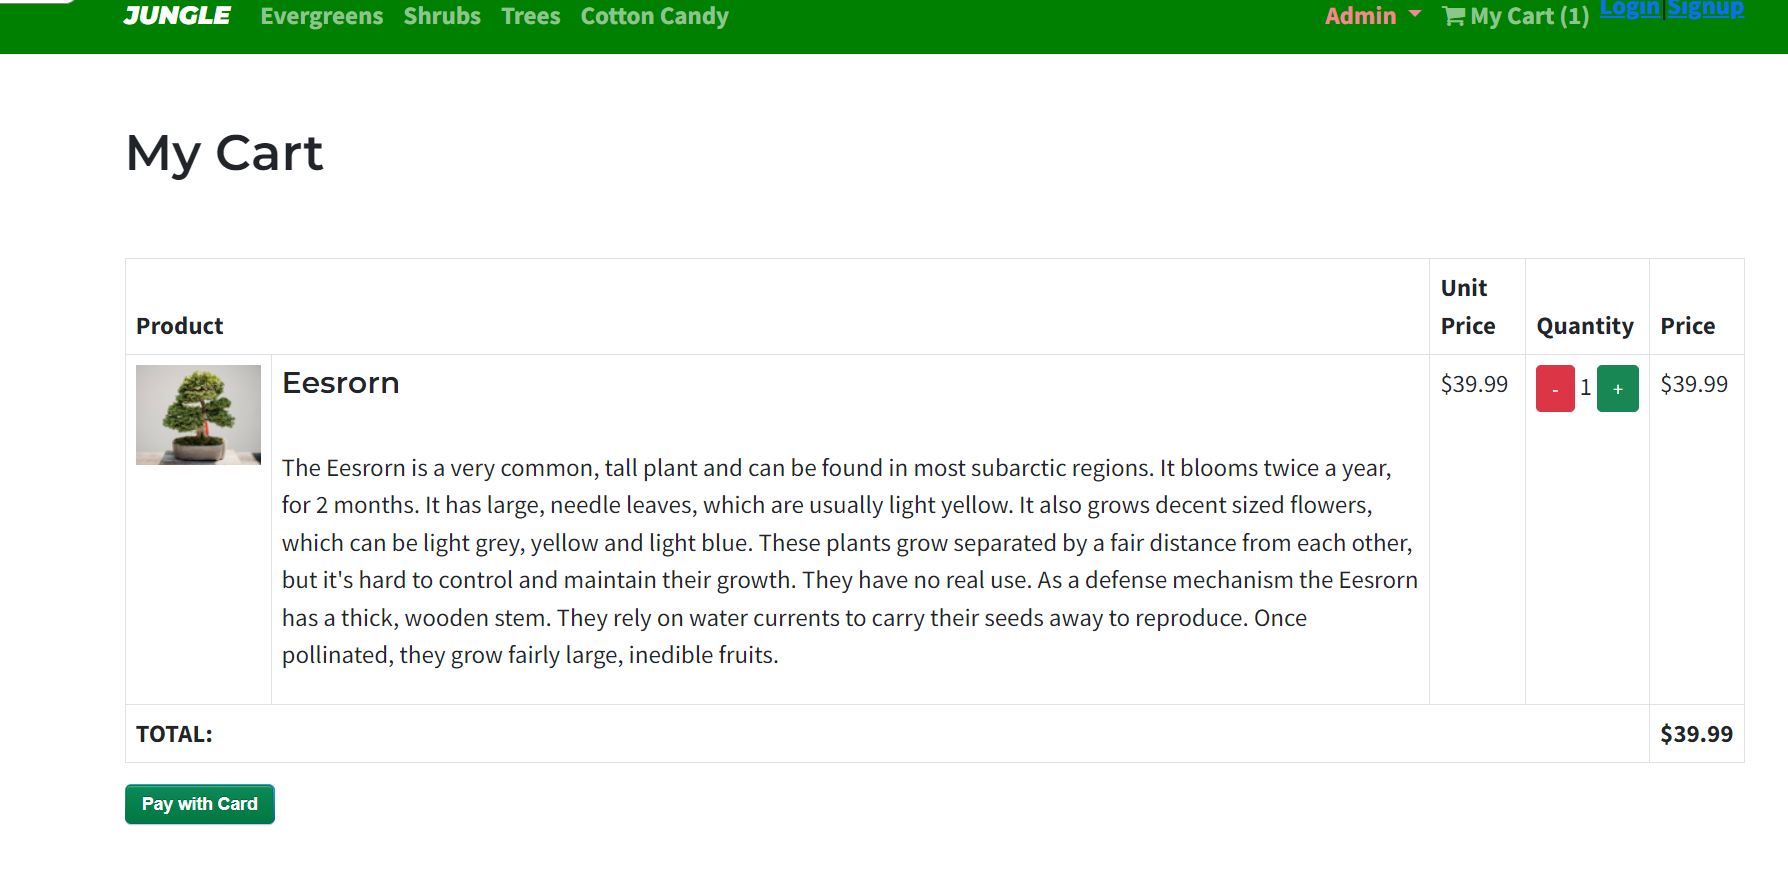 JUNGLE Evergreens Shrubs Trees Cotton Candy Admin My Cart (1) Login|Signup
My Cart
Product Unit Price Quantity Price
Eesrorn $39.99 - 1 + $39.99
The Eesrorn is a very common, tall plant and can be found in most subarctic regions. It blooms twice a year,
for 2 months. It has large, needle leaves, which are usually light yellow. It also grows decent sized flowers,
which can be light grey, yellow and light blue. These plants grow separated by a fair distance from each other,
but it's hard to control and maintain their growth. They have no real use. As a defense mechanism the Eesrorn
has a thick, wooden stem. They rely on water currents to carry their seeds away to reproduce. Once
pollinated, they grow fairly large, inedible fruits.
TOTAL: $39.99
Pay with Card